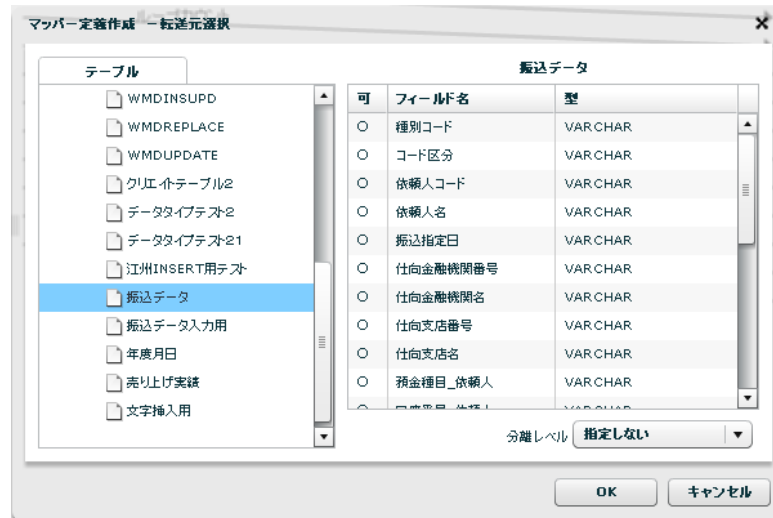 マッパー定義作成 －転送元選択
テーブル
WMDINSUPD
WMDREPLACE
WMDUPDATE
クリエイトテーブル2
データタイプテスト2
データタイプテスト21
江州INSERT用テスト
振込データ
振込データ入力用
年度月日
売り上げ実績
文字挿入用
振込データ
可 フィールド名 型
○ 種別コード VARCHAR
○ コード区分 VARCHAR
○ 依頼人コード VARCHAR
○ 依頼人名 VARCHAR
○ 振込指定日 VARCHAR
○ 仕向金融機関番号 VARCHAR
○ 仕向金融機関名 VARCHAR
○ 仕向支店番号 VARCHAR
○ 仕向支店名 VARCHAR
○ 預金種目_依頼人 VARCHAR
分離レベル 指定しない
OK キャンセル